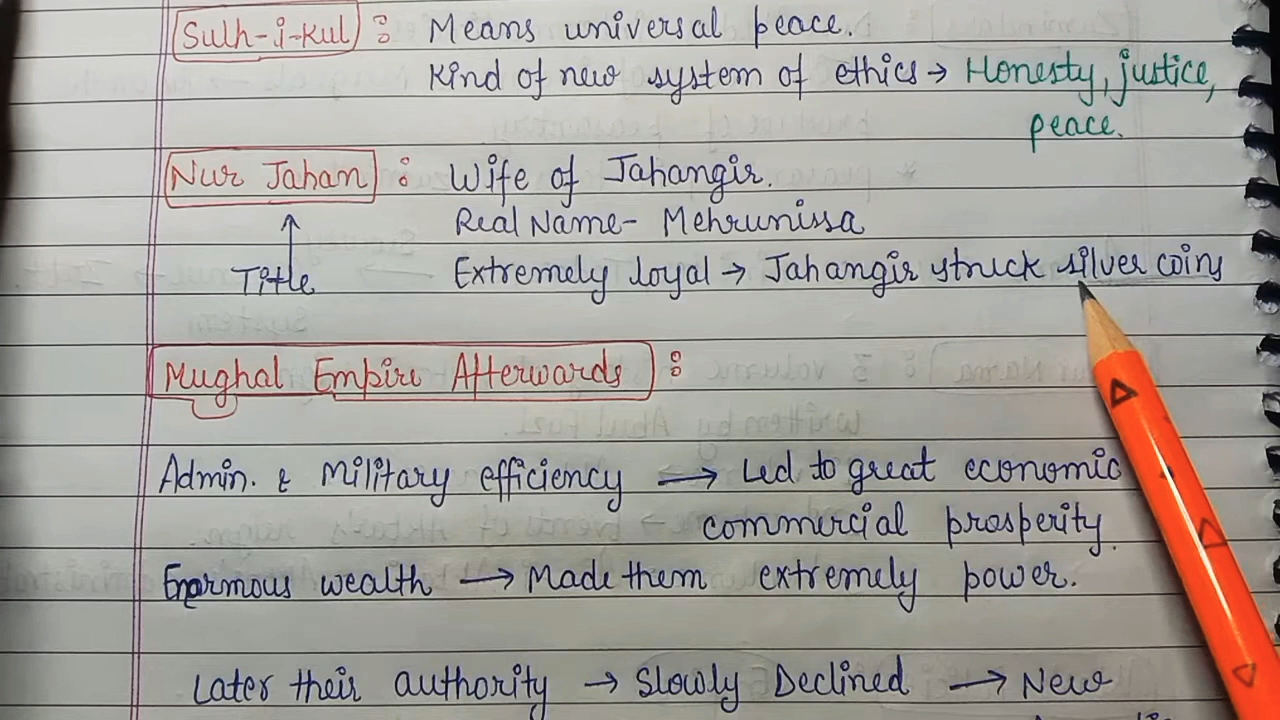 Sulh-i-Kul : Means universal peace.
Kind of new system of ethics → Honesty, justice,
peace.
Nur Jahan : Wife of Jahangir.
Real Name- Mehrunissa
Title
Extremely loyal → Jahangir struck silver coins
Mughal Empire Afterwards :
Admin. & Military efficiency → Led to great economic
commercial prosperity.
Enormous wealth → Made them extremely power.
Later their authority → Slowly Declined → New